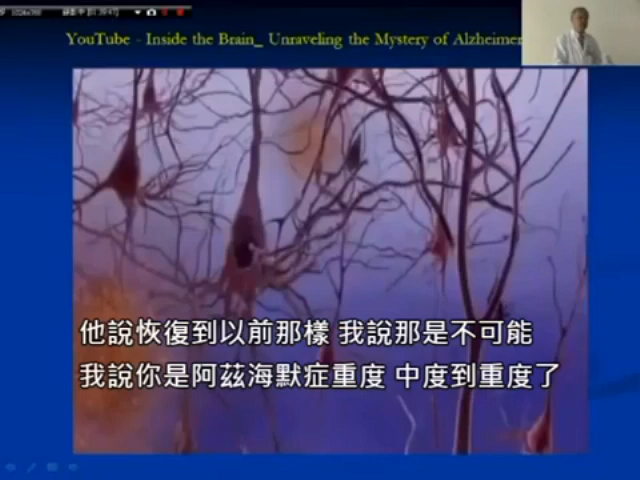 YouTube - Inside the Brain_ Unraveling the Mystery of Alzheimer
他說恢復到以前那樣 我說那是不可能
我說你是阿茲海默症重度 中度到重度了